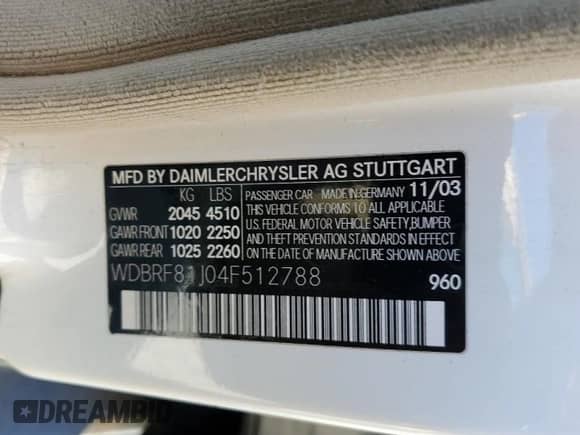 MFD BY DAIMLERCHRYSLER AG STUTTGART
KG LBS PASSENGER CAR MADE-IN-GERMANY 11/03
GVWR 2045 4510 THIS VEHICLE CONFORMS TO ALL APPLICABLE
GAWR FRONT 1020 2250 U.S. FEDERAL MOTOR VEHICLE SAFETY,BUMPER
GAWR REAR 1025 2260 AND THEFT PREVENTION STANDARDS IN EFFECT
ON THE DATE OF MANUFACTURE SHOWN ABOVE
WDBRF81J04F512788 960
DREAMBID